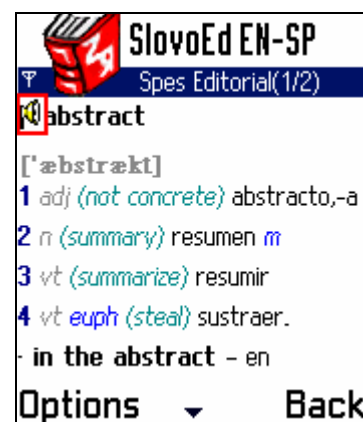 SlovoEd EN-SP
Spes Editorial(1/2)
abstract
['æbstrækt]
1 adj (not concrete) abstracto,-a
2 n (summary) resumen m
3 vt (summarize) resumir
4 vt euph (steal) sustraer.
· in the abstract – en
Options Back